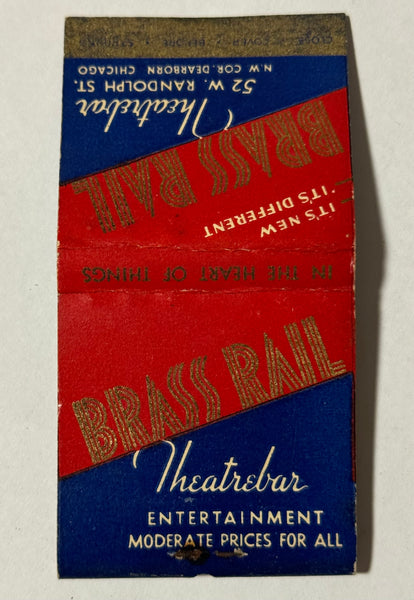 CLOSE COVER BEFORE STRIKING
N.W. COR. DEARBORN CHICAGO
52 W. RANDOLPH ST.
Theatrebar
BRASS RAIL
IT'S NEW
IT'S DIFFERENT
IN THE HEART OF THINGS
BRASS RAIL
Theatrebar
ENTERTAINMENT
MODERATE PRICES FOR ALL